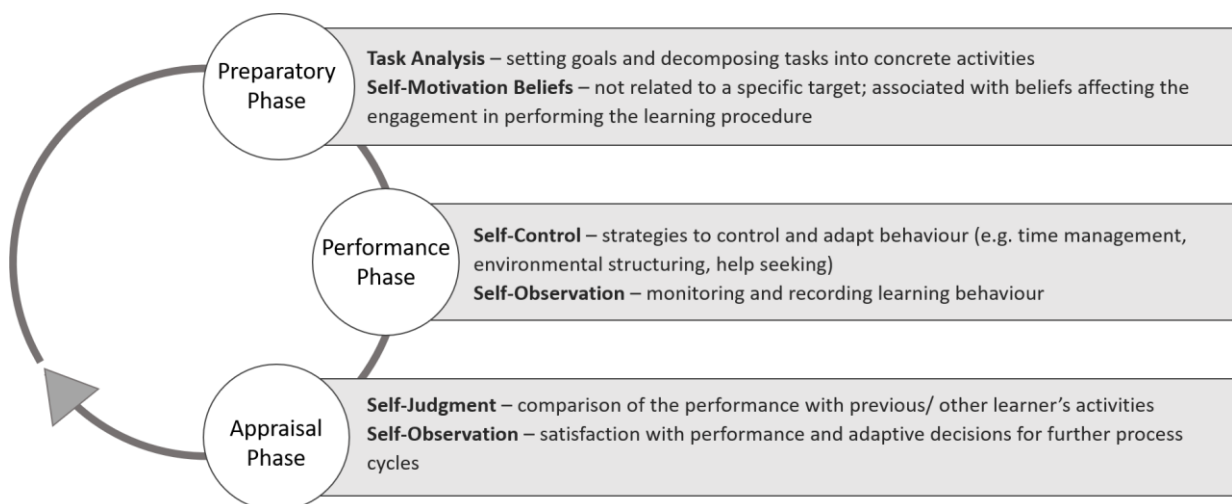 Preparatory
Phase
Task Analysis – setting goals and decomposing tasks into concrete activities
Self-Motivation Beliefs – not related to a specific target; associated with beliefs affecting the
engagement in performing the learning procedure
Performance
Phase
Self-Control – strategies to control and adapt behaviour (e.g. time management,
environmental structuring, help seeking)
Self-Observation – monitoring and recording learning behaviour
Appraisal
Phase
Self-Judgment – comparison of the performance with previous/ other learner’s activities
Self-Observation – satisfaction with performance and adaptive decisions for further process
cycles